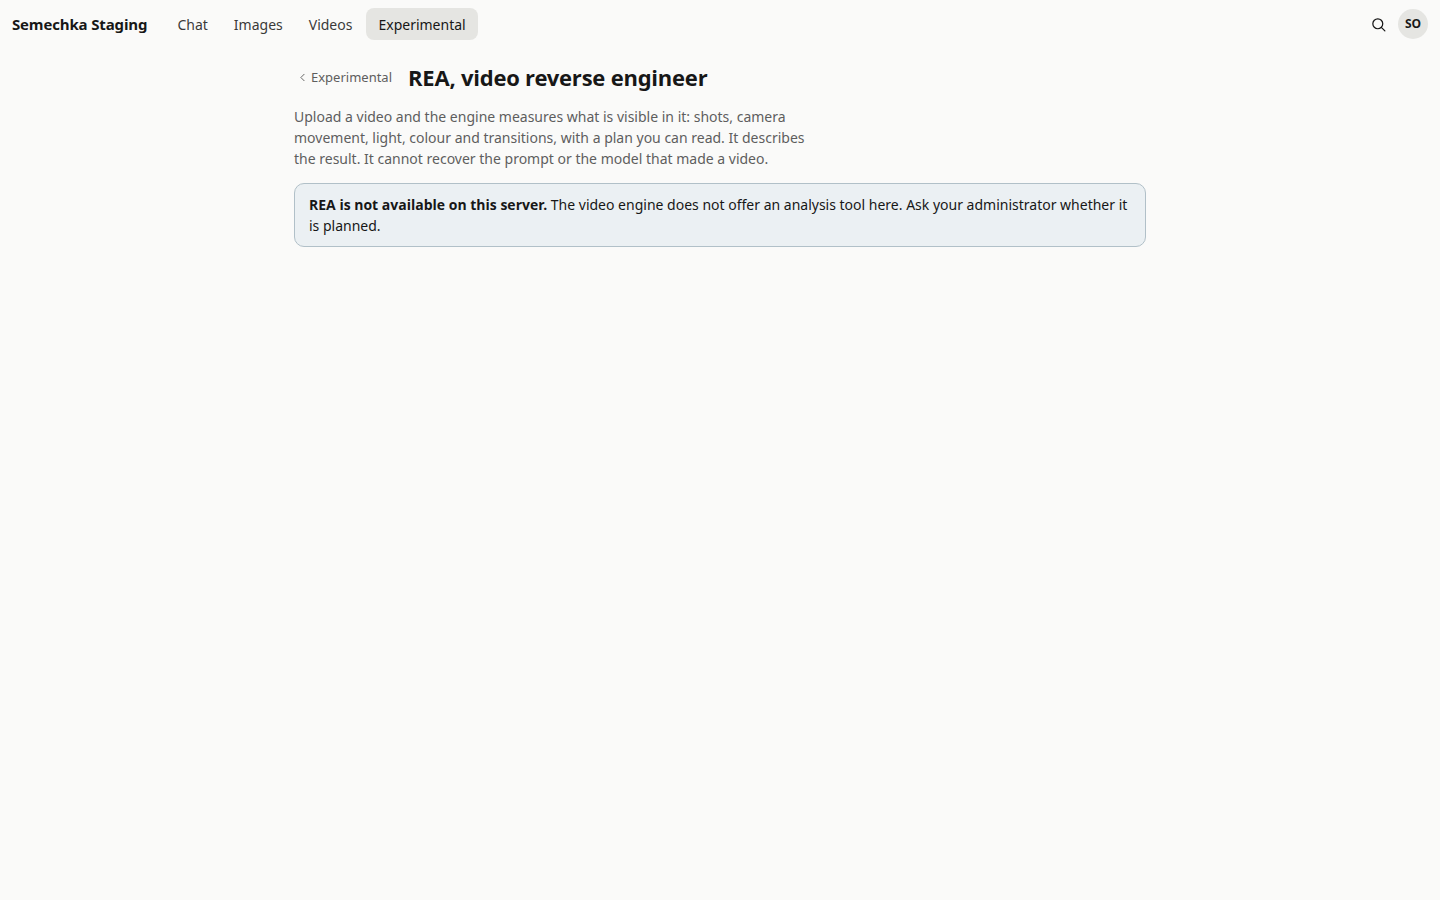 Semechka Staging Chat Images Videos Experimental SO
Experimental REA, video reverse engineer
Upload a video and the engine measures what is visible in it: shots, camera
movement, light, colour and transitions, with a plan you can read. It describes
the result. It cannot recover the prompt or the model that made a video.
REA is not available on this server. The video engine does not offer an analysis tool here. Ask your administrator whether it
is planned.